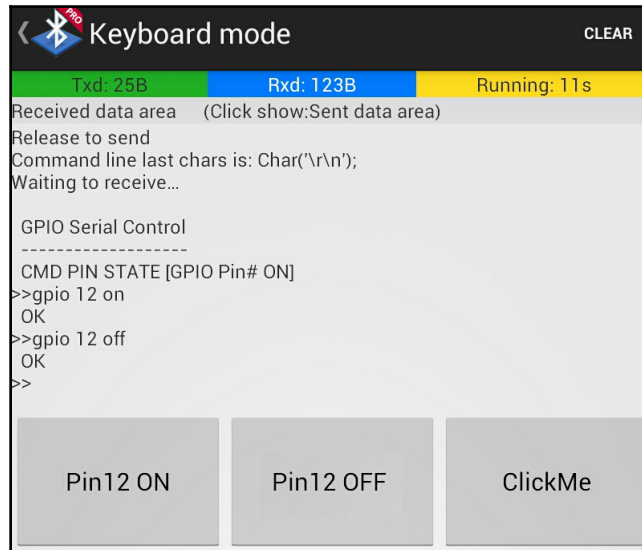 PRO
Keyboard mode
CLEAR
Txd: 25B
Rxd: 123B
Running: 11s
Received data area (Click show:Sent data area)
Release to send
Command line last chars is: Char('\r\n');
Waiting to receive…
GPIO Serial Control
-------------------
CMD PIN STATE [GPIO Pin# ON]
>>gpio 12 on
OK
>>gpio 12 off
OK
>>
Pin12 ON
Pin12 OFF
ClickMe